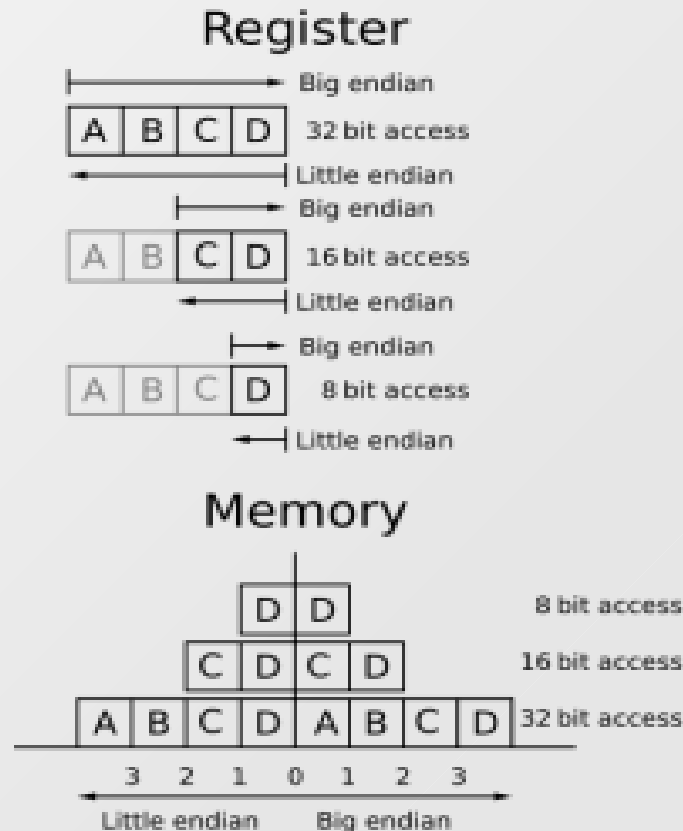 Register
Big endian
A B C D 32 bit access
Little endian
Big endian
A B C D 16 bit access
Little endian
Big endian
A B C D 8 bit access
Little endian
Memory
D D 8 bit access
C D C D 16 bit access
A B C D A B C D 32 bit access
3 2 1 0 1 2 3
Little endian Big endian